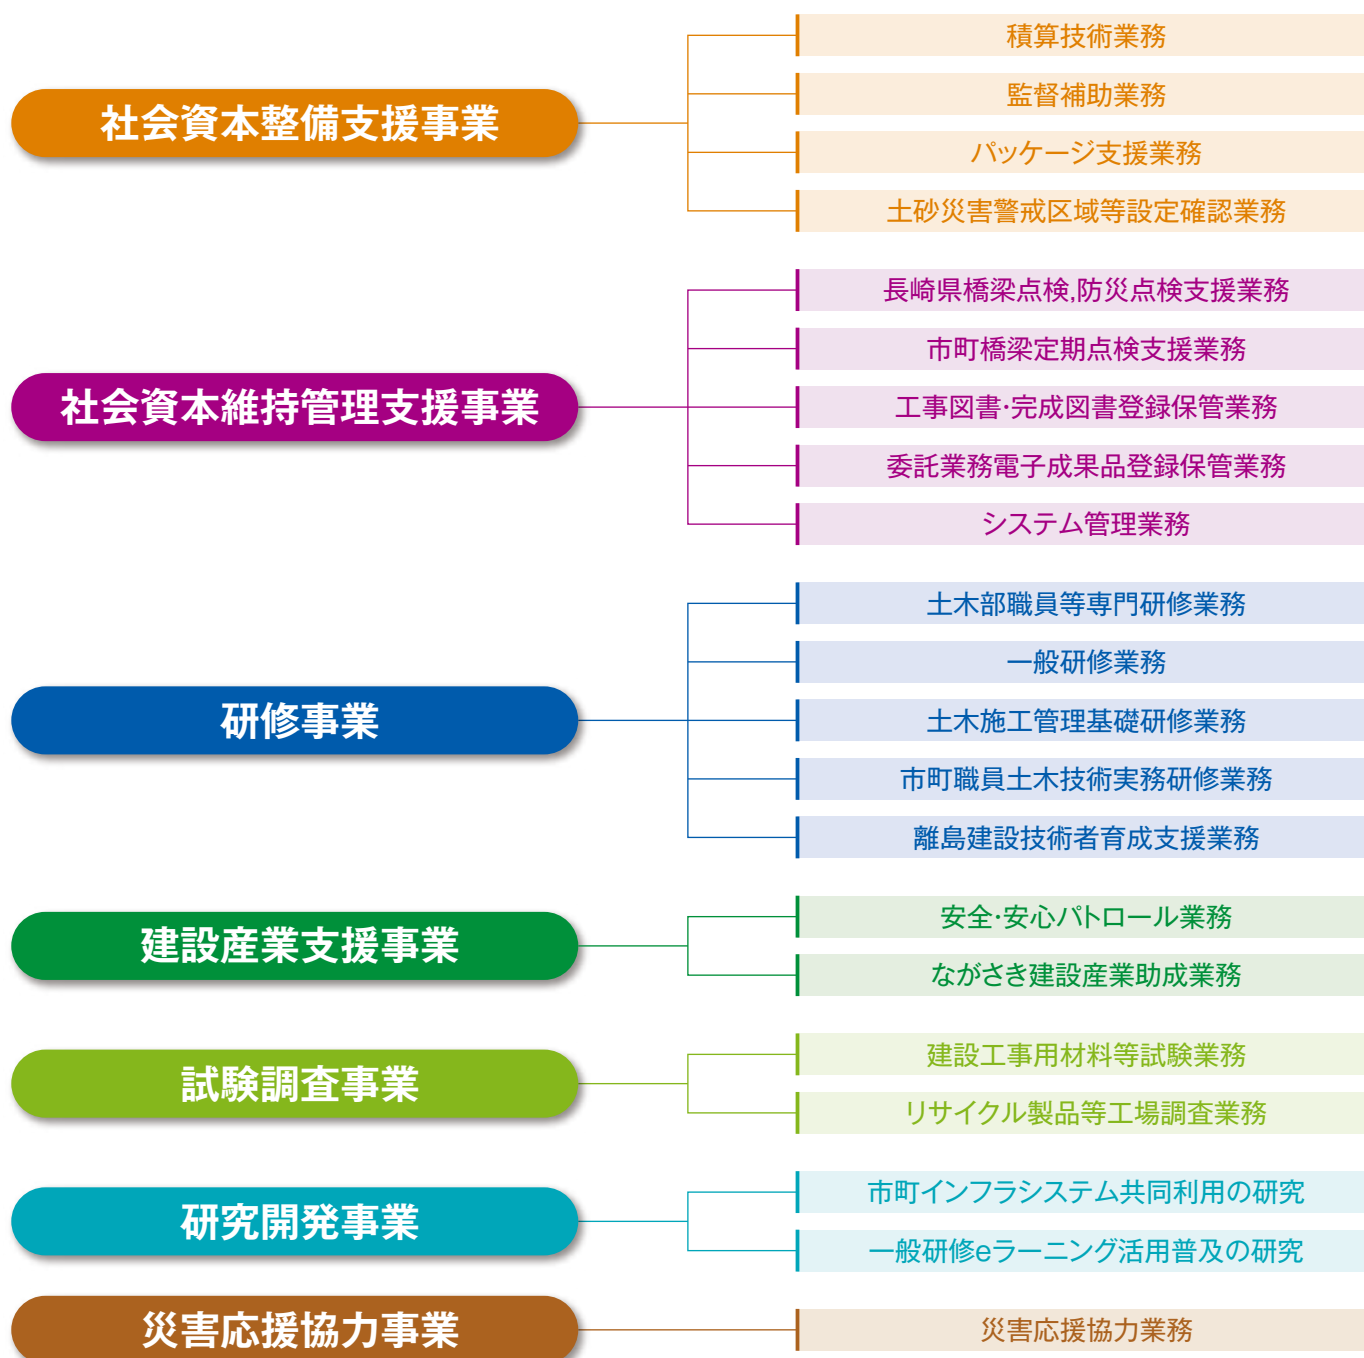 社会資本整備支援事業
積算技術業務
監督補助業務
パッケージ支援業務
土砂災害警戒区域等設定確認業務
社会資本維持管理支援事業
長崎県橋梁点検,防災点検支援業務
市町橋梁定期点検支援業務
工事図書・完成図書登録保管業務
委託業務電子成果品登録保管業務
システム管理業務
研修事業
土木部職員等専門研修業務
一般研修業務
土木施工管理基礎研修業務
市町職員土木技術実務研修業務
離島建設技術者育成支援業務
建設産業支援事業
安全・安心パトロール業務
ながさき建設産業助成業務
試験調査事業
建設工事用材料等試験業務
リサイクル製品等工場調査業務
研究開発事業
市町インフラシステム共同利用の研究
一般研修eラーニング活用普及の研究
災害応援協力事業
災害応援協力業務